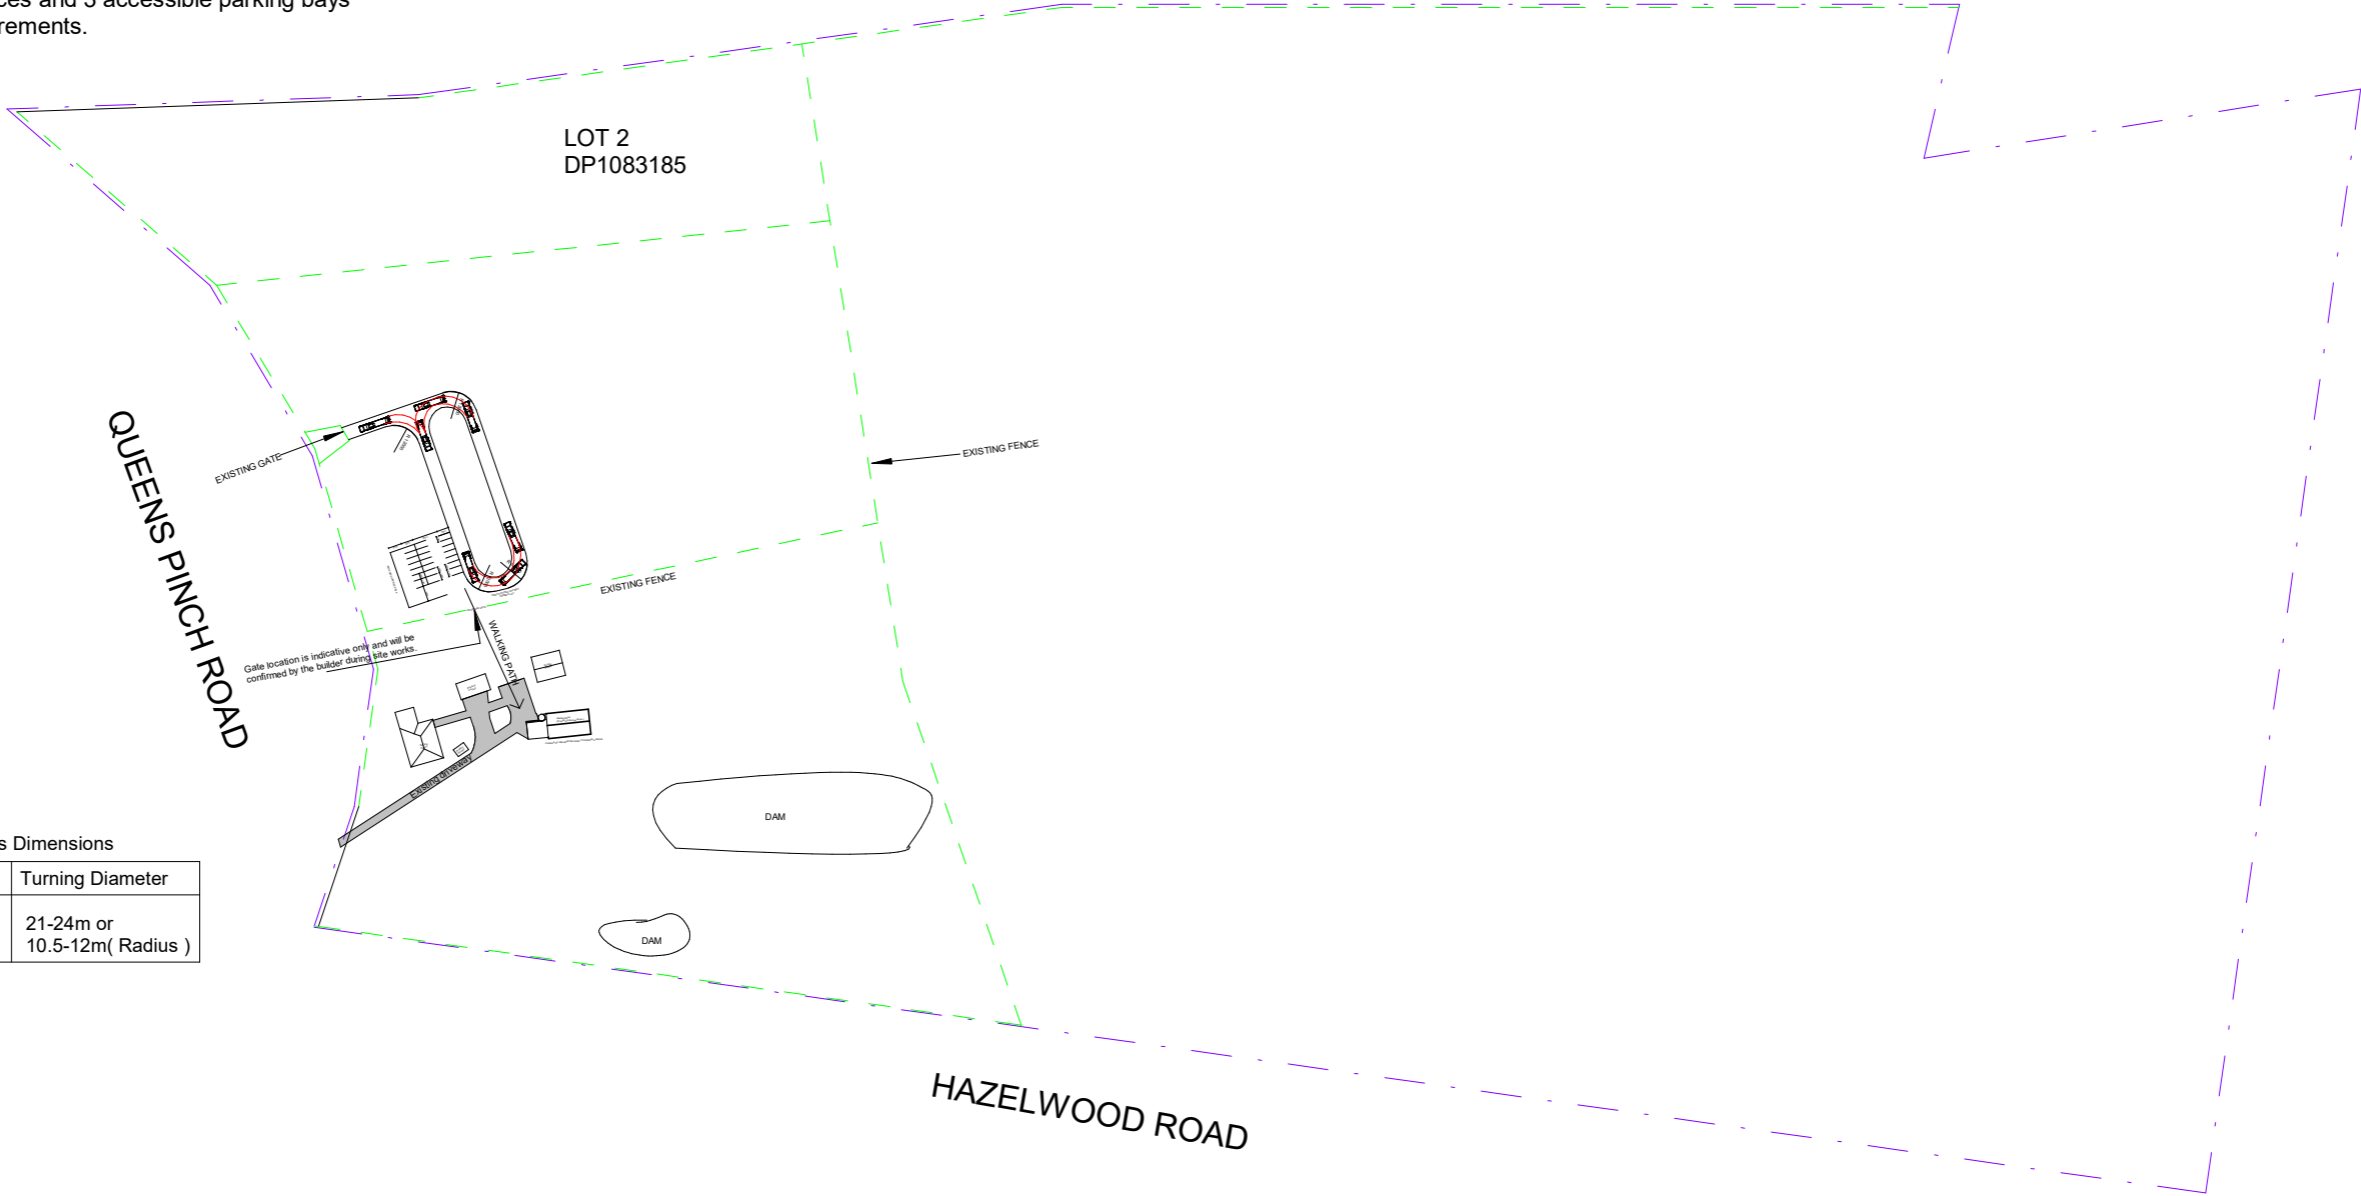 ces and 3 accessible parking bays
rements.
LOT 2
DP1083185
QUEENS PINCH ROAD
EXISTING GATE
EXISTING FENCE
EXISTING FENCE
Gate location is indicative only and will be
confirmed by the builder during site works.
WALKING PATH
Existing driveway
DAM
DAM
s Dimensions
Turning Diameter
21-24m or
10.5-12m( Radius )
HAZELWOOD ROAD